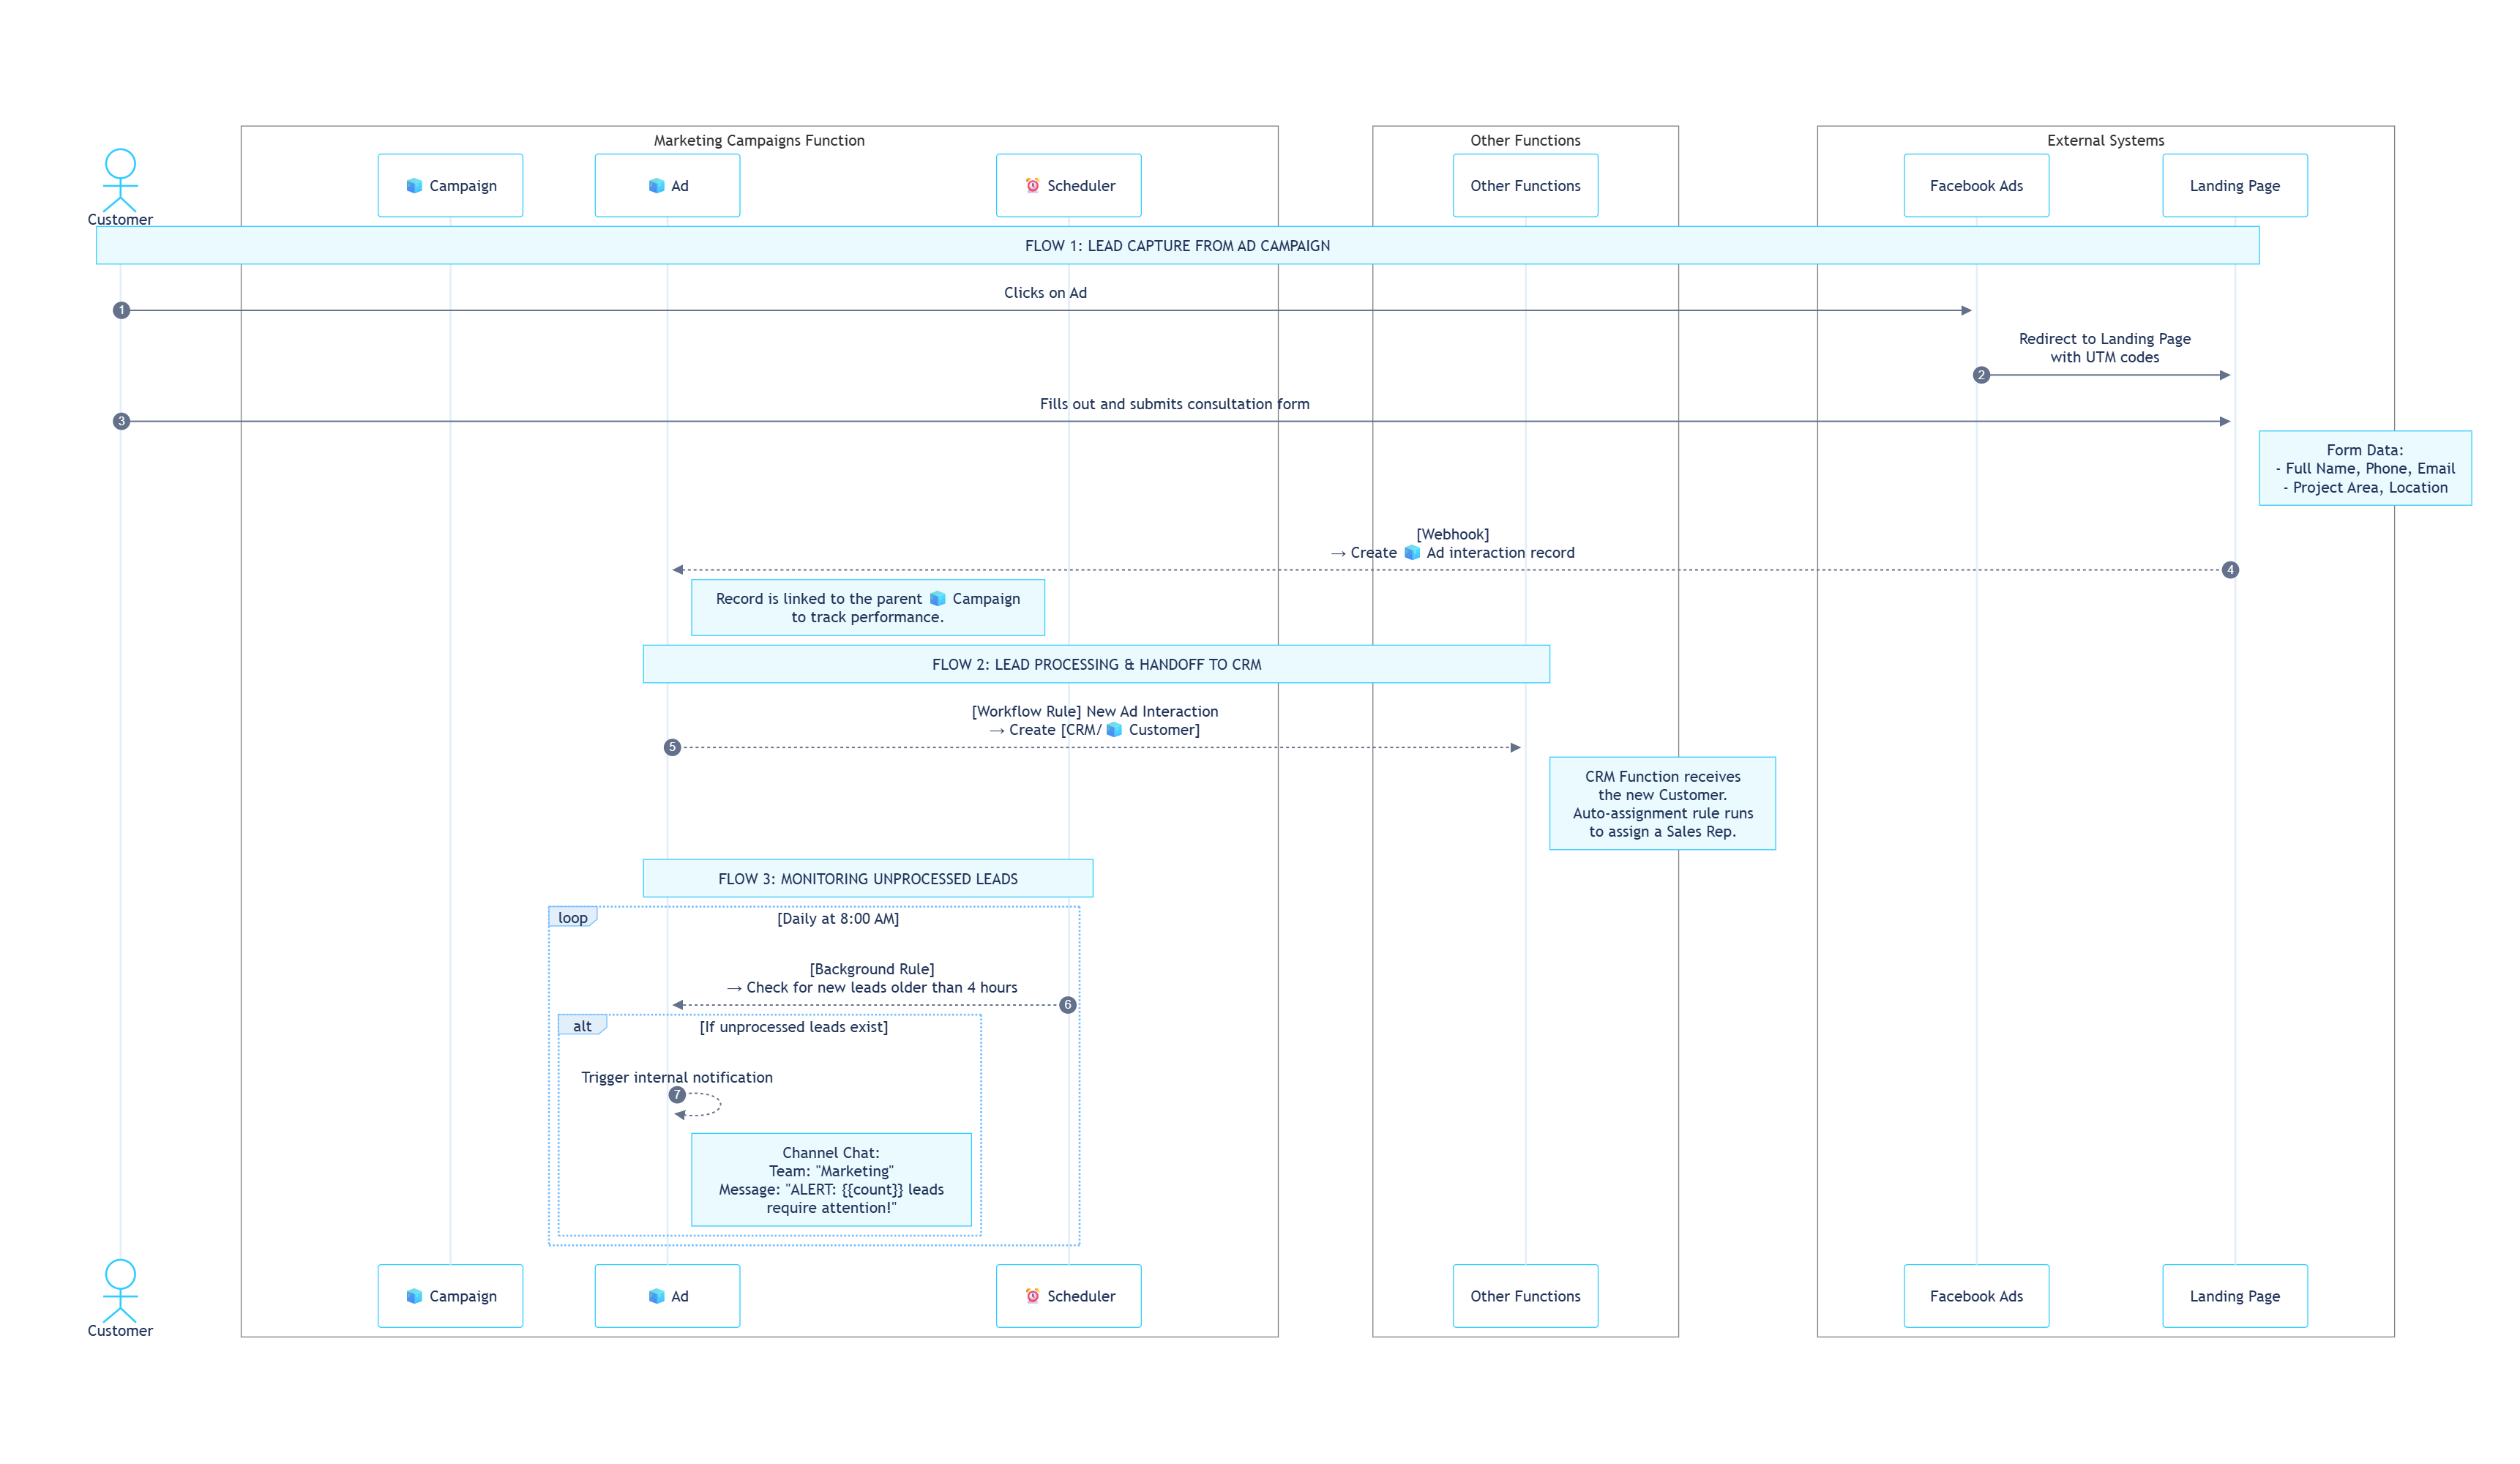 Marketing Campaigns Function
Other Functions
External Systems
Customer
Campaign
Ad
Scheduler
Other Functions
Facebook Ads
Landing Page
FLOW 1: LEAD CAPTURE FROM AD CAMPAIGN
Clicks on Ad
1
Redirect to Landing Page
with UTM codes
2
Fills out and submits consultation form
3
Form Data:
- Full Name, Phone, Email
- Project Area, Location
[Webhook]
→ Create 🧊 Ad interaction record
4
Record is linked to the parent 🧊 Campaign
to track performance.
FLOW 2: LEAD PROCESSING & HANDOFF TO CRM
[Workflow Rule] New Ad Interaction
→ Create [CRM/🧊 Customer]
5
CRM Function receives
the new Customer.
Auto-assignment rule runs
to assign a Sales Rep.
FLOW 3: MONITORING UNPROCESSED LEADS
loop
[Daily at 8:00 AM]
[Background Rule]
→ Check for new leads older than 4 hours
6
alt
[If unprocessed leads exist]
Trigger internal notification
7
Channel Chat:
Team: "Marketing"
Message: "ALERT: {{count}} leads
require attention!"
Customer
Campaign
Ad
Scheduler
Other Functions
Facebook Ads
Landing Page